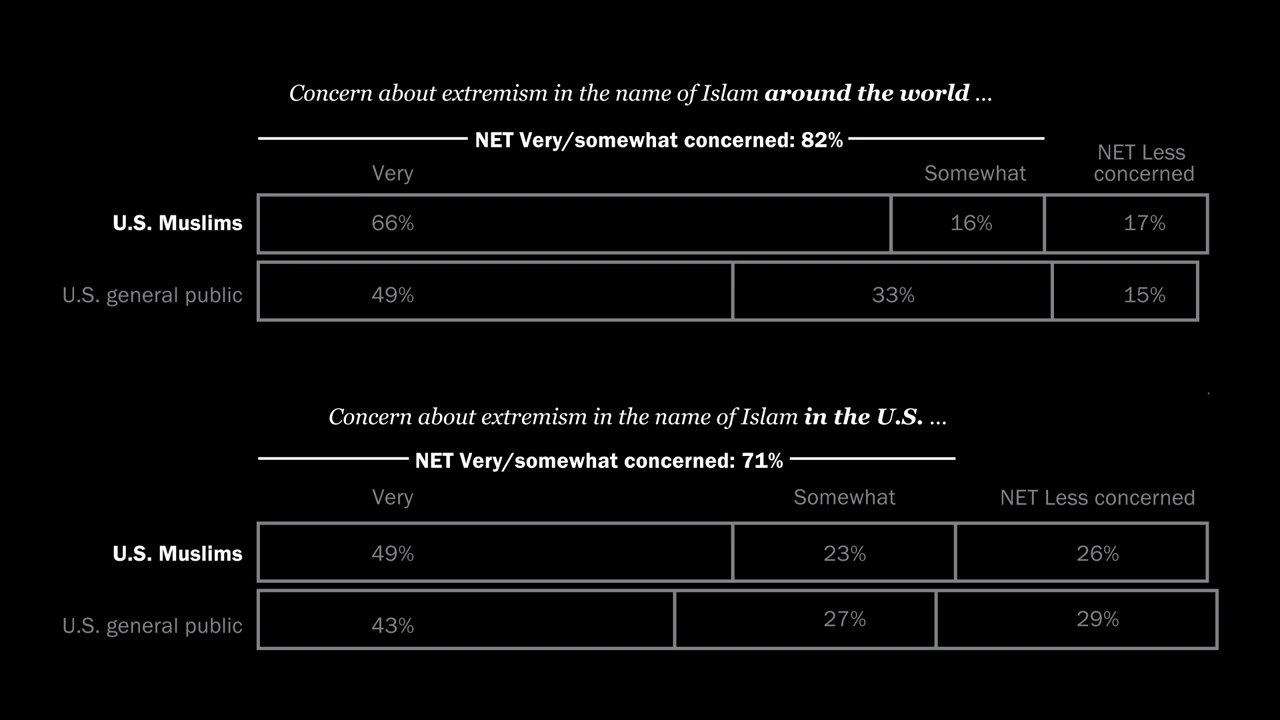 Concern about extremism in the name of Islam around the world ...
NET Very/somewhat concerned: 82%
Very
Somewhat
NET Less
concerned
U.S. Muslims
66%
16%
17%
U.S. general public
49%
33%
15%
Concern about extremism in the name of Islam in the U.S. ...
NET Very/somewhat concerned: 71%
Very
Somewhat
NET Less concerned
U.S. Muslims
49%
23%
26%
U.S. general public
43%
27%
29%